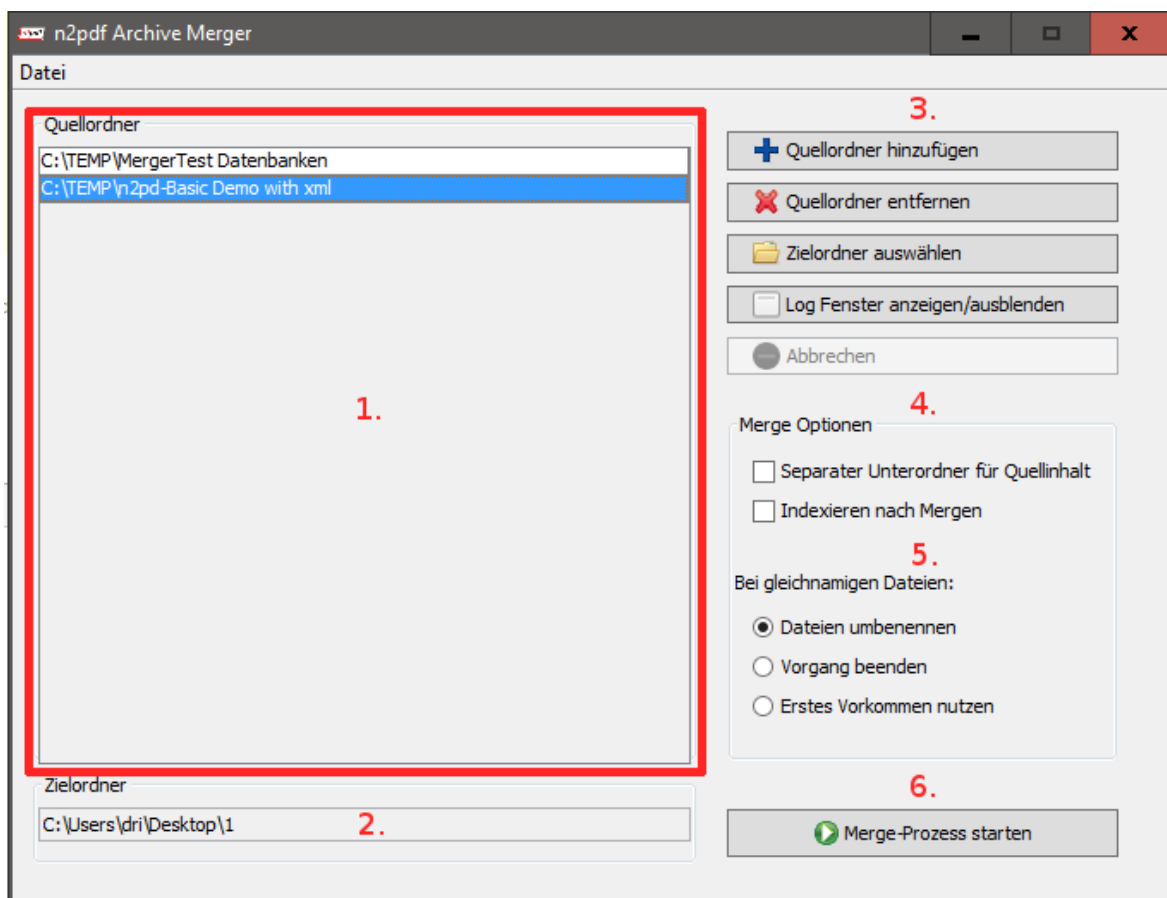 n2pdf Archive Merger
Datei
Quellordner
C:\TEMP\MergerTest Datenbanken
C:\TEMP\n2pd-Basic Demo with xml
1.
Zielordner
C:\Users\dri\Desktop\1
2.
3.
Quellordner hinzufügen
Quellordner entfernen
Zielordner auswählen
Log Fenster anzeigen/ausblenden
Abbrechen
4.
Merge Optionen
Separater Unterordner für Quellinhalt
Indexieren nach Mergen
5.
Bei gleichnamigen Dateien:
Dateien umbenennen
Vorgang beenden
Erstes Vorkommen nutzen
6.
Merge-Prozess starten